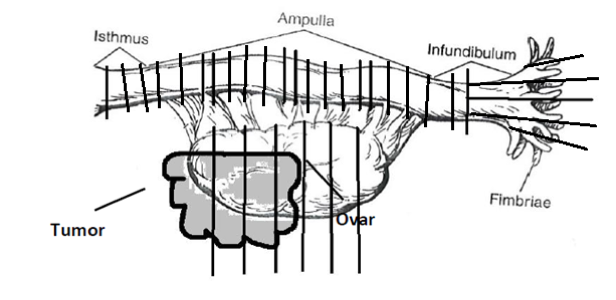 Ampulla
Isthmus
Infundibulum
Fimbriae
Ovar
Tumor